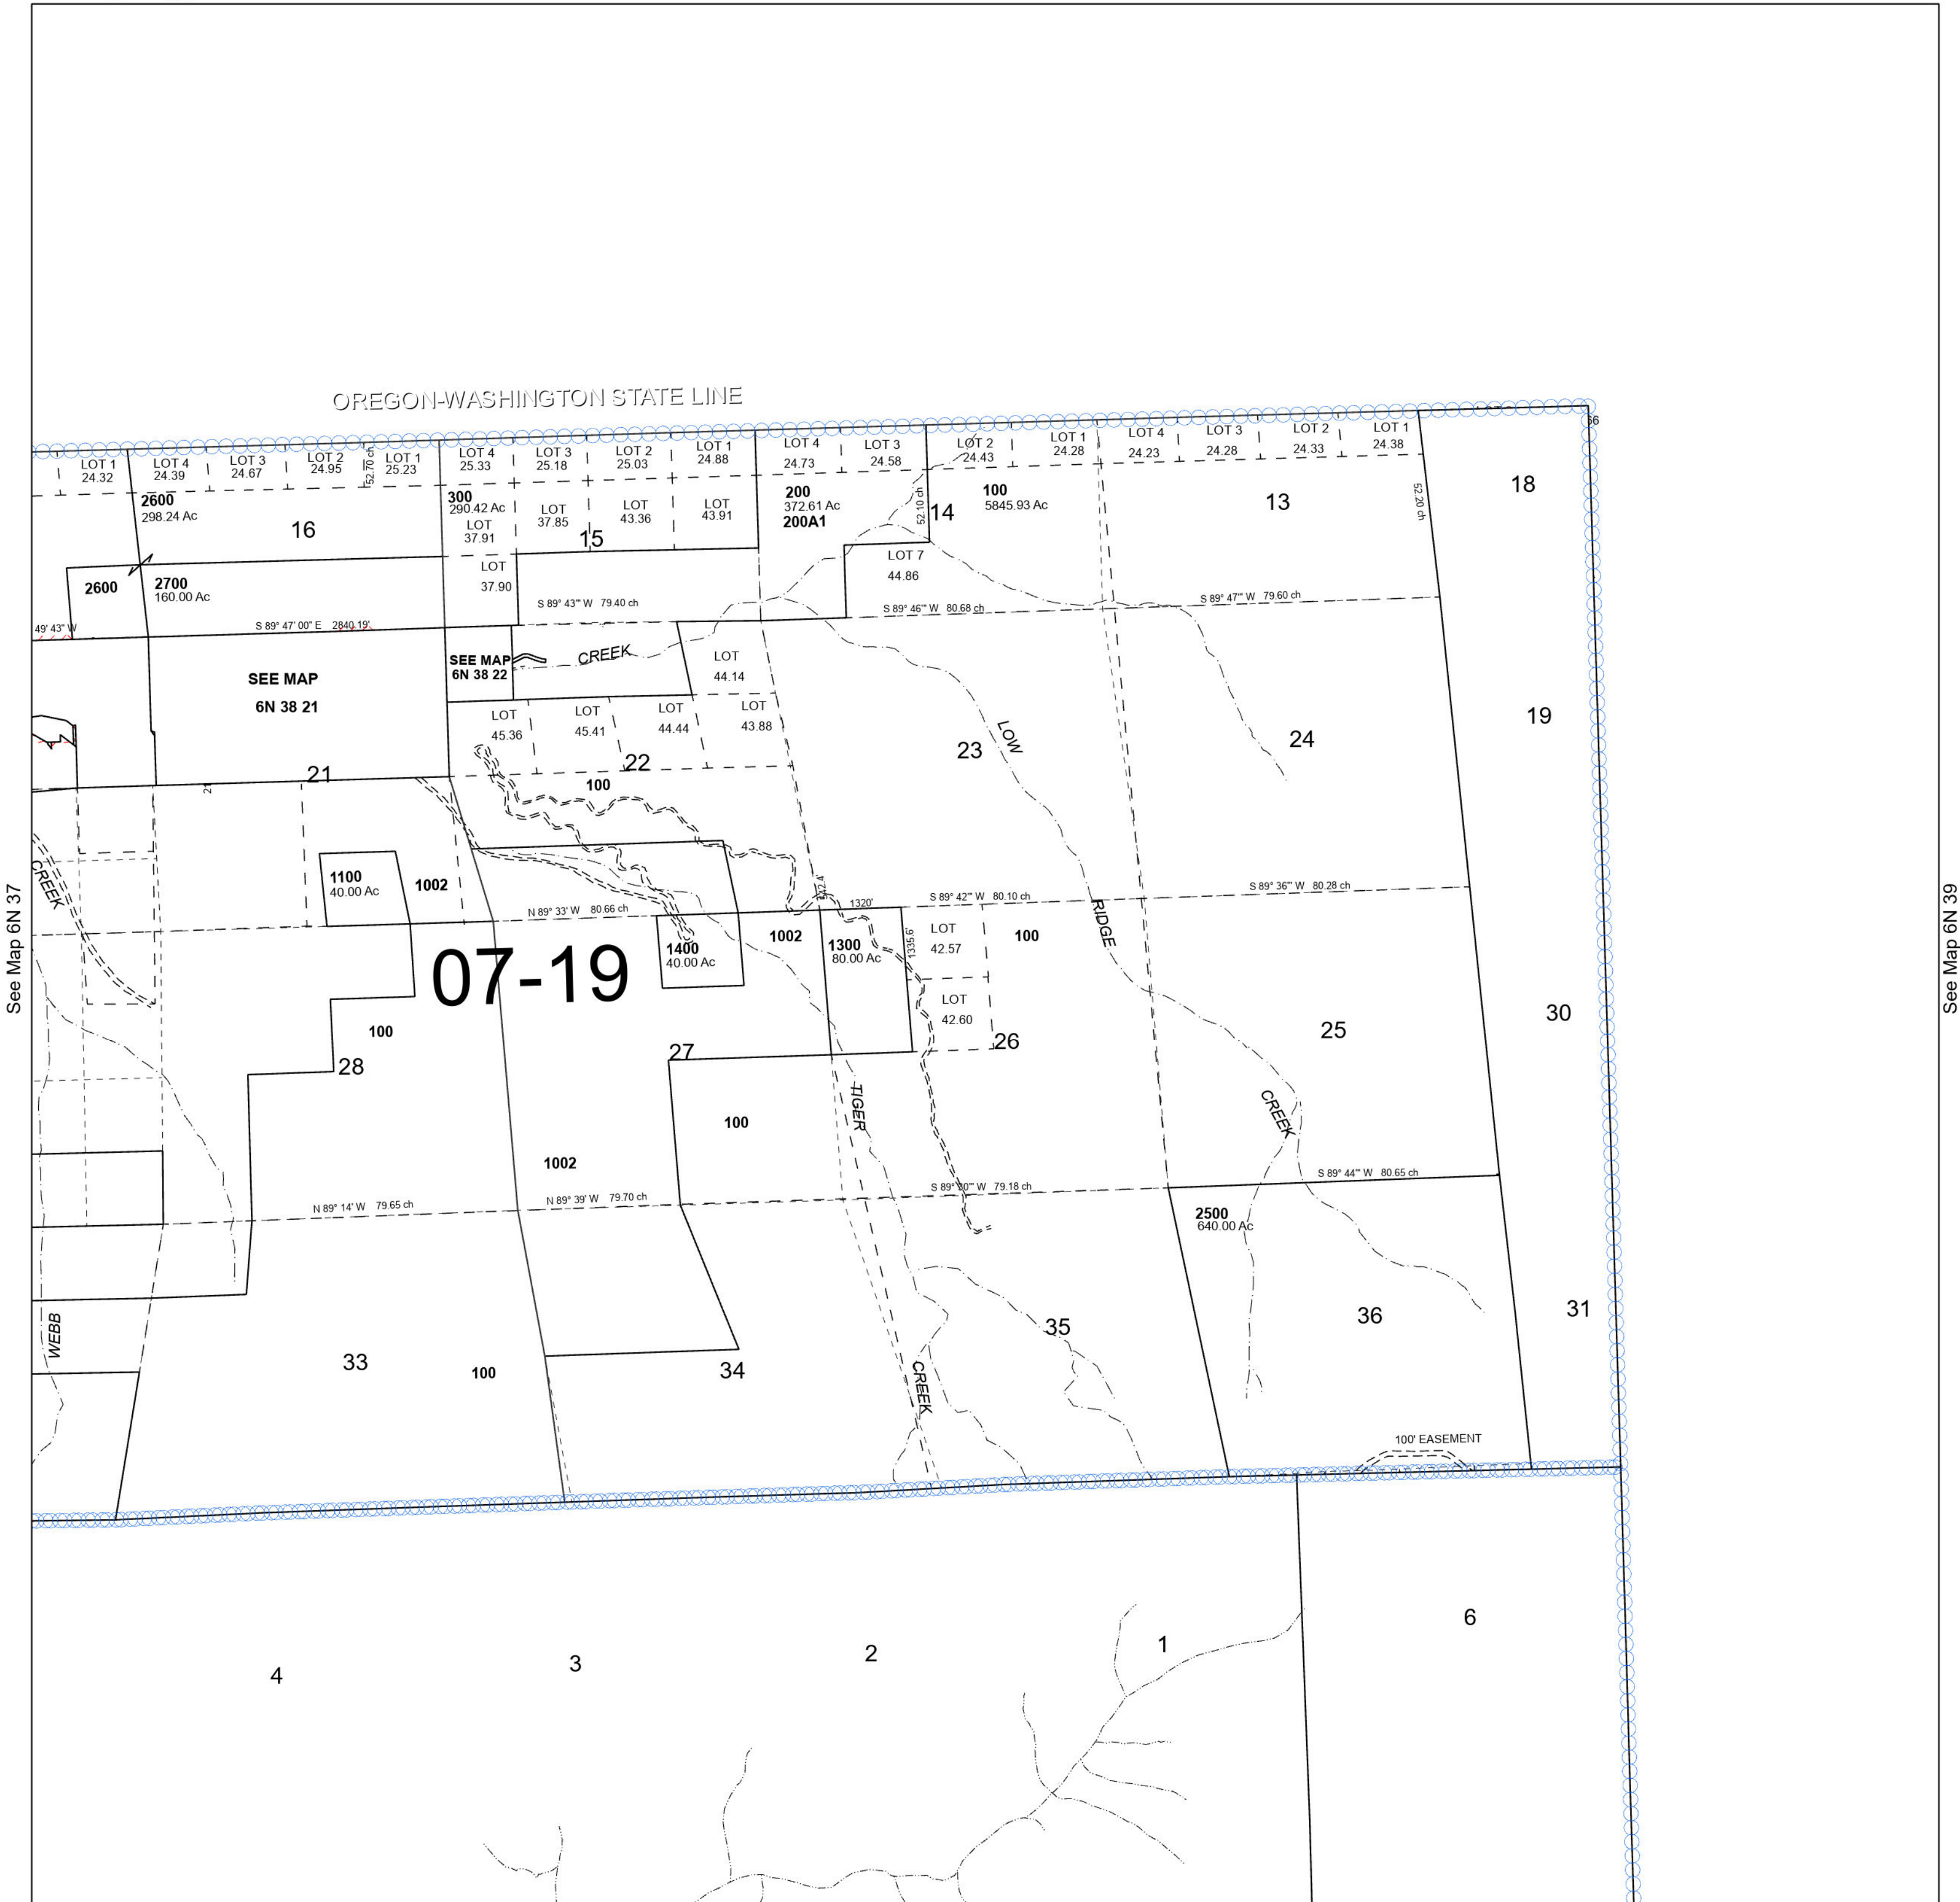 OREGON-WASHINGTON STATE LINE
66
LOT 1
24.32
LOT 4
24.39
LOT 3
24.67
LOT 2
24.95
52.70 ch
LOT 1
25.23
LOT 4
25.33
LOT 3
25.18
LOT 2
25.03
LOT 1
24.88
LOT 4
24.73
LOT 3
24.58
LOT 2
24.43
LOT 1
24.28
LOT 4
24.23
LOT 3
24.28
LOT 2
24.33
LOT 1
24.38
2600
298.24 Ac
16
300
290.42 Ac
LOT
37.91
LOT
37.85
LOT
43.36
LOT
43.91
15
200
372.61 Ac
200A1
52.10 ch
14
100
5845.93 Ac
13
52.20 ch
18
2600
2700
160.00 Ac
LOT
37.90
LOT 7
44.86
49' 43" W
S 89° 47' 00" E 2840.19'
S 89° 43'" W 79.40 ch
S 89° 46'" W 80.68 ch
S 89° 47'" W 79.60 ch
SEE MAP
6N 38 21
SEE MAP
6N 38 22
CREEK
LOT
44.14
LOT
45.36
LOT
45.41
LOT
44.44
LOT
43.88
LOW
23
24
19
21
21
22
100
CREEK
1100
40.00 Ac
1002
N 89° 33' W 80.66 ch
1320'
S 89° 42'" W 80.10 ch
S 89° 36'" W 80.28 ch
See Map 6N 37
See Map 6N 39
07-19
1400
40.00 Ac
1002
1300
80.00 Ac
1335.6'
LOT
42.57
100
RIDGE
LOT
42.60
26
25
30
100
28
27
100
TIGER
CREEK
1002
N 89° 14' W 79.65 ch
N 89° 39' W 79.70 ch
W 79.18 ch
S 89° 44'" W 80.65 ch
2500
640.00 Ac
WEBB
33
100
34
CREEK
35
36
31
100' EASEMENT
4
3
2
1
6